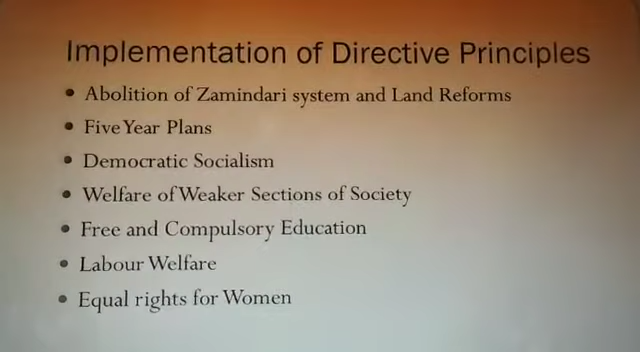 Implementation of Directive Principles
• Abolition of Zamindari system and Land Reforms
• Five Year Plans
• Democratic Socialism
• Welfare of Weaker Sections of Society
• Free and Compulsory Education
• Labour Welfare
• Equal rights for Women